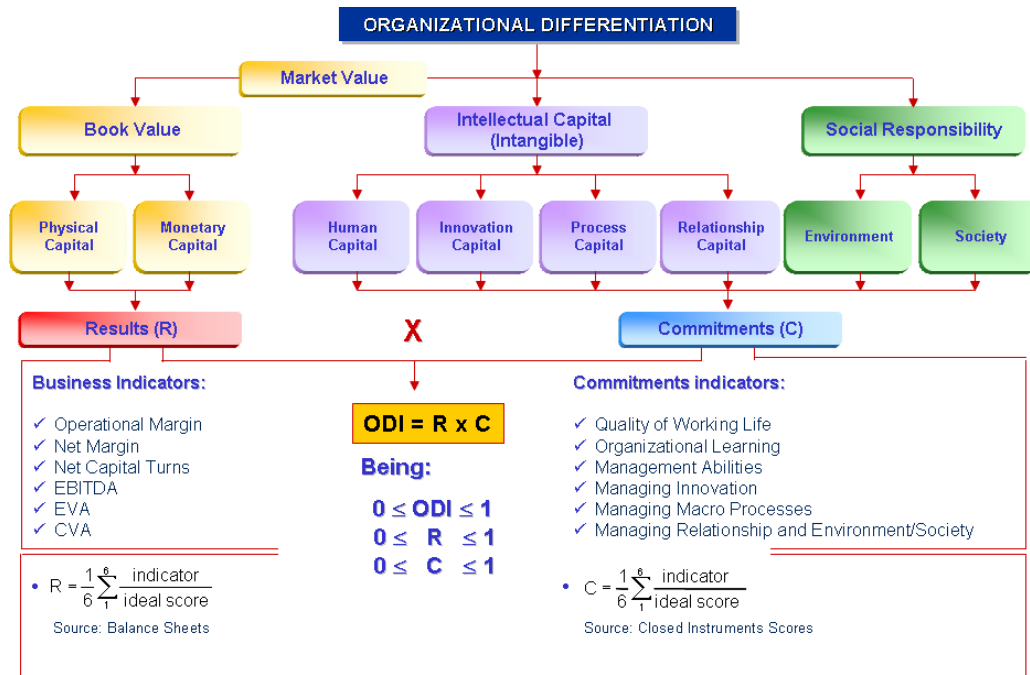 ORGANIZATIONAL DIFFERENTIATION
Market Value
Book Value
Intellectual Capital
(Intangible)
Social Responsibility
Physical
Capital
Monetary
Capital
Human
Capital
Innovation
Capital
Process
Capital
Relationship
Capital
Environment
Society
Results (R)
X
Commitments (C)
Business Indicators:
✓ Operational Margin
✓ Net Margin
✓ Net Capital Turns
✓ EBITDA
✓ EVA
✓ CVA
ODI = R x C
Being:
0 ≤ ODI ≤ 1
0 ≤ R ≤ 1
0 ≤ C ≤ 1
Commitments indicators:
✓ Quality of Working Life
✓ Organizational Learning
✓ Management Abilities
✓ Managing Innovation
✓ Managing Macro Processes
✓ Managing Relationship and Environment/Society
• R = 1/6 ∑ 6 1 indicator/ideal score
Source: Balance Sheets
• C = 1/6 ∑ 6 1 indicator/ideal score
Source: Closed Instruments Scores